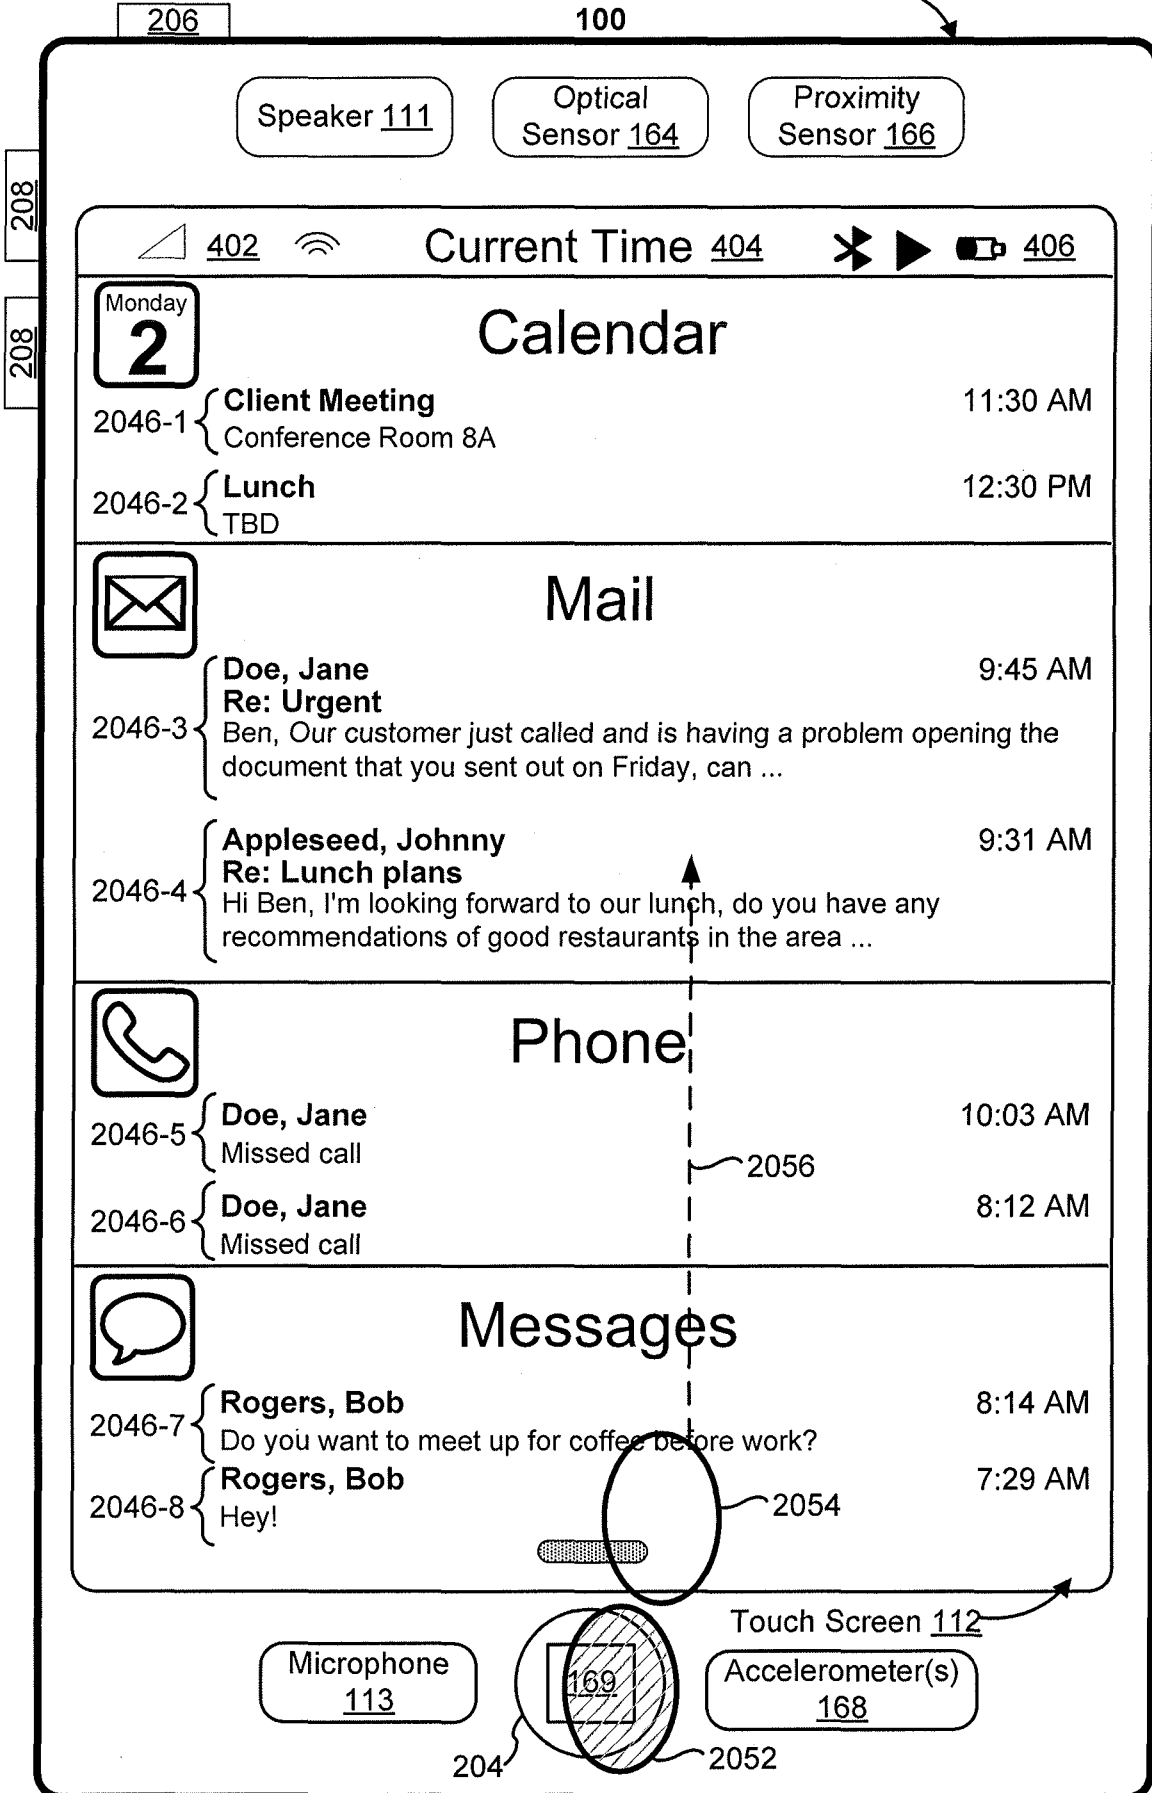 206
100
Speaker 111
Optical
Sensor 164
Proximity
Sensor 166
208
208
402
Current Time 404
406
Monday
2
Calendar
2046-1
Client Meeting
11:30 AM
Conference Room 8A
2046-2
Lunch
12:30 PM
TBD
Mail
2046-3
Doe, Jane
9:45 AM
Re: Urgent
Ben, Our customer just called and is having a problem opening the
document that you sent out on Friday, can ...
2046-4
Appleseed, Johnny
9:31 AM
Re: Lunch plans
Hi Ben, I'm looking forward to our lunch, do you have any
recommendations of good restaurants in the area ...
Phone
2046-5
Doe, Jane
10:03 AM
Missed call
2056
2046-6
Doe, Jane
8:12 AM
Missed call
Messages
2046-7
Rogers, Bob
8:14 AM
Do you want to meet up for coffee before work?
2046-8
Rogers, Bob
7:29 AM
Hey!
2054
Touch Screen 112
Microphone
113
169
Accelerometer(s)
168
204
2052